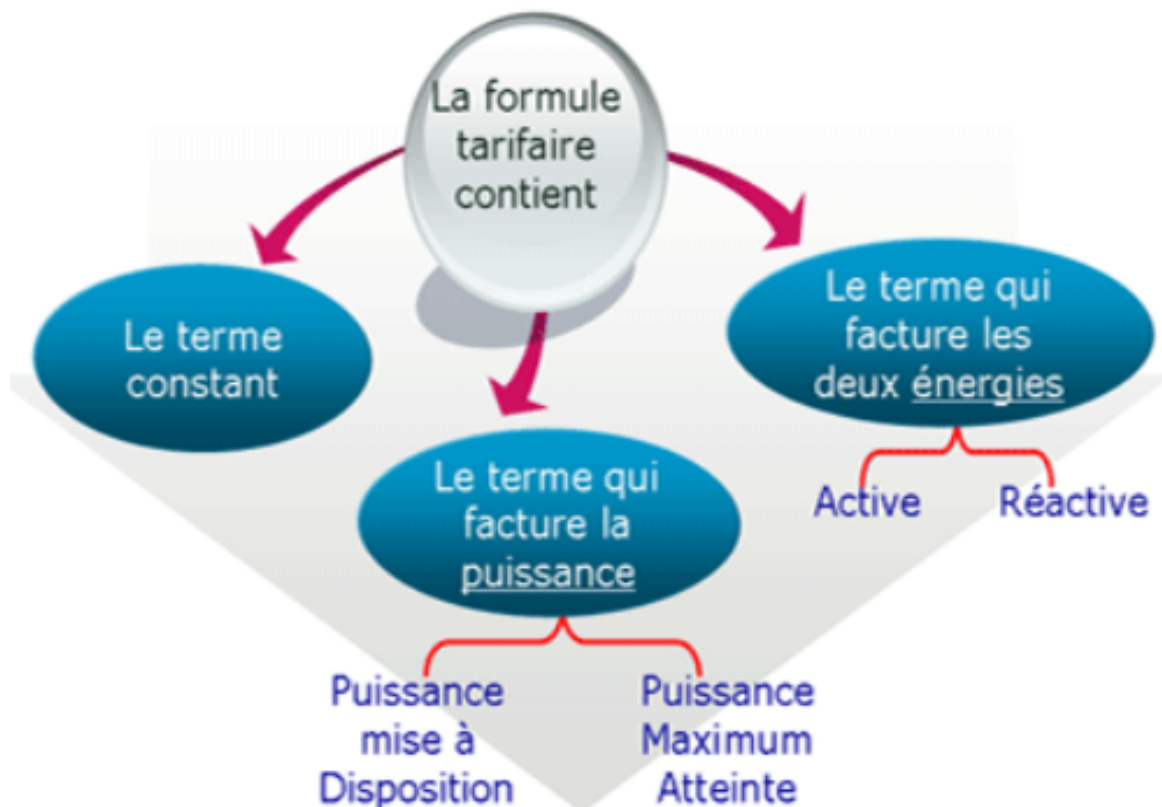 La formule
tarifaire
contient
Le terme
constant
Le terme qui
facture la
puissance
Puissance
mise à
Disposition
Puissance
Maximum
Atteinte
Le terme qui
facture les
deux énergies
Active
Réactive